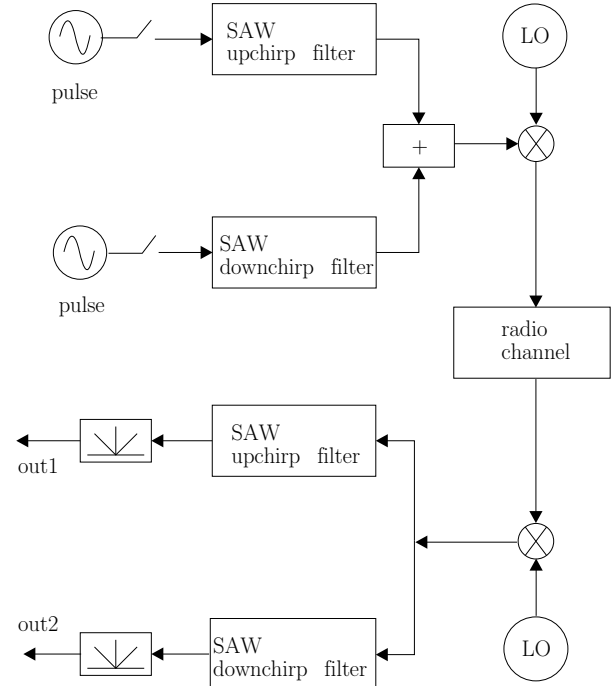 SAW
upchirp filter
LO
pulse
+
SAW
downchirp filter
pulse
radio
channel
SAW
upchirp filter
out1
out2
SAW
downchirp filter
LO